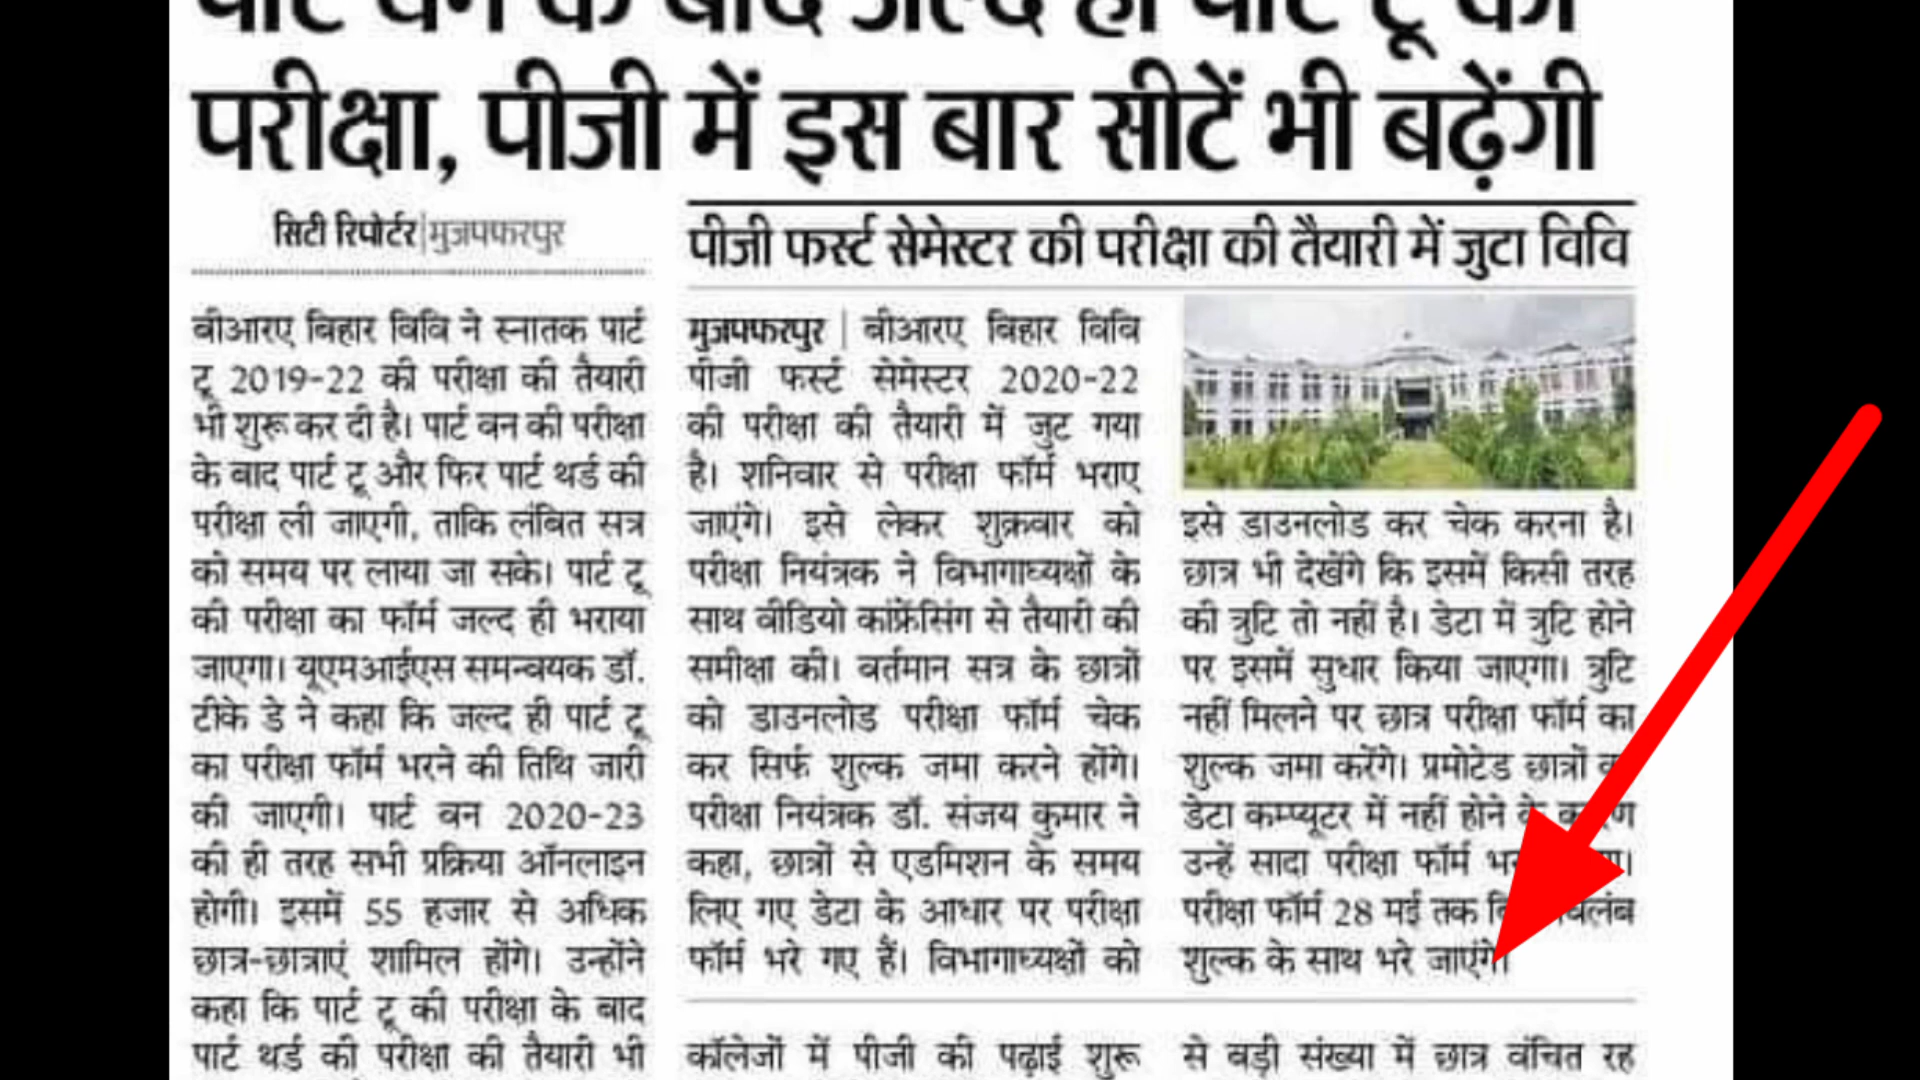 पार्ट वन के बाद जल्द ही पार्ट टू की
परीक्षा, पीजी में इस बार सीटें भी बढ़ेंगी
सिटी रिपोर्टर|मुजफ्फरपुर
बीआरए बिहार विवि ने स्नातक पार्ट
टू 2019-22 की परीक्षा की तैयारी
भी शुरू कर दी है। पार्ट वन की परीक्षा
के बाद पार्ट टू और फिर पार्ट थर्ड की
परीक्षा ली जाएगी, ताकि लंबित सत्र
को समय पर लाया जा सके। पार्ट टू
की परीक्षा का फॉर्म जल्द ही भराया
जाएगा। यूएमआईएस समन्वयक डॉ.
टीके डे ने कहा कि जल्द ही पार्ट टू
का परीक्षा फॉर्म भरने की तिथि जारी
की जाएगी। पार्ट वन 2020-23
की ही तरह सभी प्रक्रिया ऑनलाइन
होगी। इसमें 55 हजार से अधिक
छात्र-छात्राएं शामिल होंगे। उन्होंने
कहा कि पार्ट टू की परीक्षा के बाद
पार्ट थर्ड की परीक्षा की तैयारी भी
पीजी फर्स्ट सेमेस्टर की परीक्षा की तैयारी में जुटा विवि
मुजफ्फरपुर | बीआरए बिहार विवि
पीजी फर्स्ट सेमेस्टर 2020-22
की परीक्षा की तैयारी में जुट गया
है। शनिवार से परीक्षा फॉर्म भराए
जाएंगे। इसे लेकर शुक्रवार को
परीक्षा नियंत्रक ने विभागाध्यक्षों के
साथ वीडियो कांफ्रेंसिंग से तैयारी की
समीक्षा की। वर्तमान सत्र के छात्रों
को डाउनलोड परीक्षा फॉर्म चेक
कर सिर्फ शुल्क जमा करने होंगे।
परीक्षा नियंत्रक डॉ. संजय कुमार ने
कहा, छात्रों से एडमिशन के समय
लिए गए डेटा के आधार पर परीक्षा
फॉर्म भरे गए हैं। विभागाध्यक्षों को
इसे डाउनलोड कर चेक करना है।
छात्र भी देखेंगे कि इसमें किसी तरह
की त्रुटि तो नहीं है। डेटा में त्रुटि होने
पर इसमें सुधार किया जाएगा। त्रुटि
नहीं मिलने पर छात्र परीक्षा फॉर्म का
शुल्क जमा करेंगे। प्रमोटेड छात्रों
डेटा कम्प्यूटर में नहीं होने के कारण
उन्हें सादा परीक्षा फॉर्म
परीक्षा फॉर्म 28 मई तक
शुल्क के साथ भरे जाएंगे।
कॉलेजों में पीजी की पढ़ाई शुरू
से बड़ी संख्या में छात्र वंचित रह